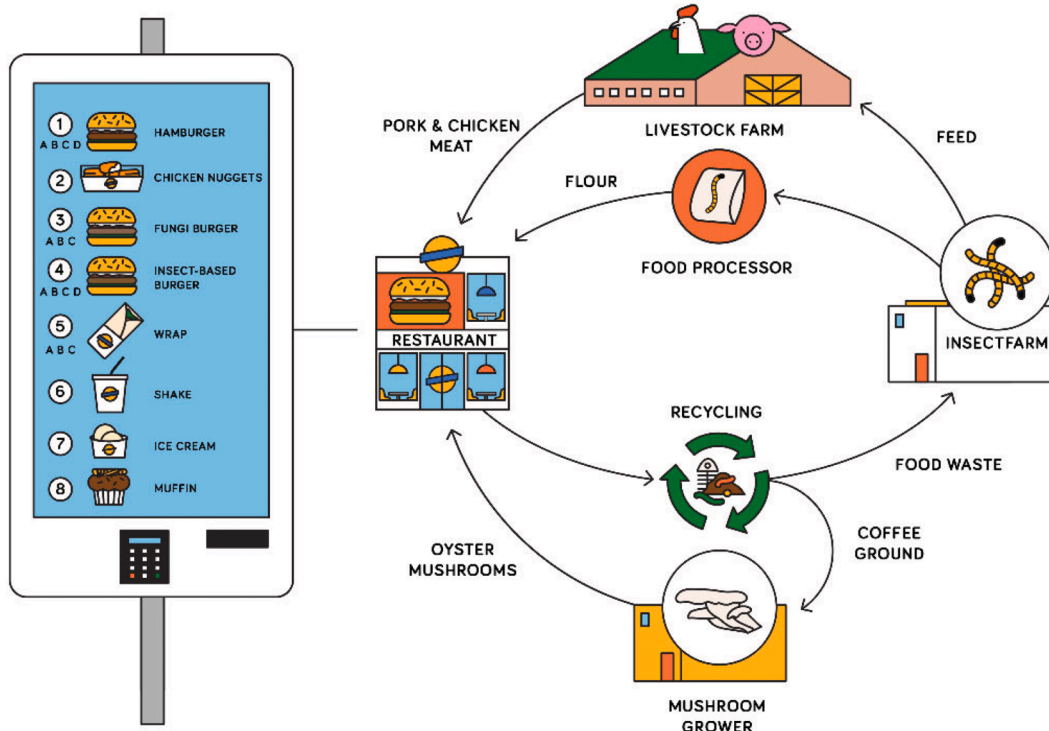 1
A B C D
HAMBURGER
2
CHICKEN NUGGETS
3
A B C
FUNGI BURGER
4
A B C D
INSECT-BASED
BURGER
5
A B C
WRAP
6
SHAKE
7
ICE CREAM
8
MUFFIN
PORK & CHICKEN
MEAT
LIVESTOCK FARM
FEED
FLOUR
FOOD PROCESSOR
RESTAURANT
INSECT FARM
RECYCLING
FOOD WASTE
COFFEE
GROUND
OYSTER
MUSHROOMS
MUSHROOM
GROWER